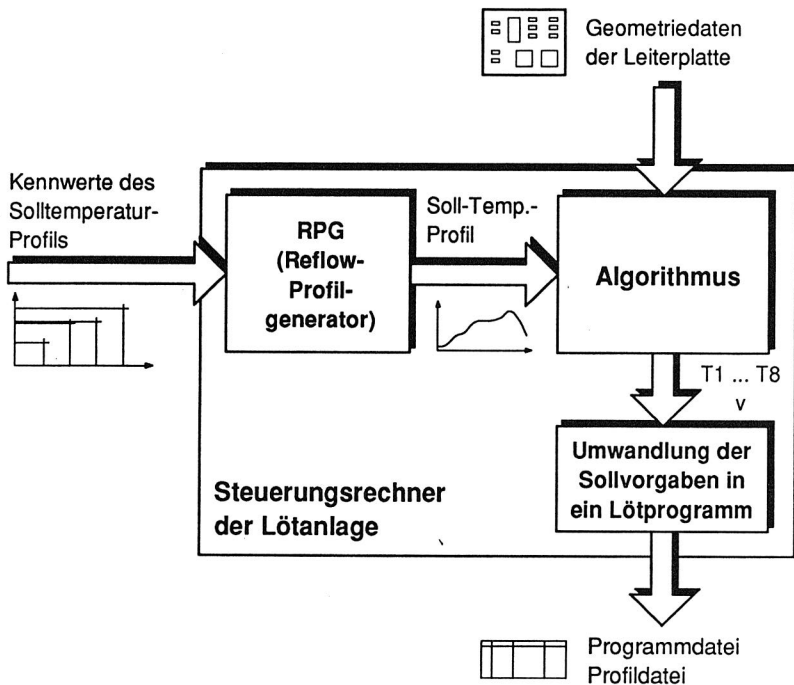 Geometriedaten
der Leiterplatte
Kennwerte des
Solltemperatur-
Profils
RPG
(Reflow-
Profil-
generator)
Soll-Temp.-
Profil
Algorithmus
T1 ... T8
v
Umwandlung der
Sollvorgaben in
ein Lötprogramm
Steuerungsrechner
der Lötanlage
Programmdatei
Profildatei